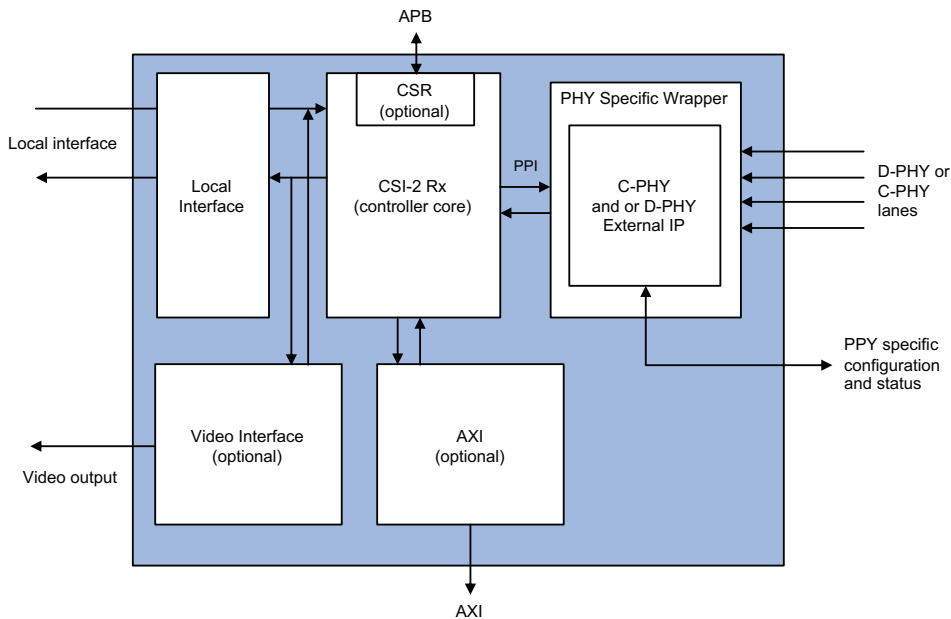 APB
CSR
(optional)
PHY Specific Wrapper
Local interface
Local
Interface
CSI-2 Rx
(controller core)
PPI
C-PHY
and or D-PHY
External IP
D-PHY or
C-PHY
lanes
PPY specific
configuration
and status
Video Interface
(optional)
AXI
(optional)
Video output
AXI